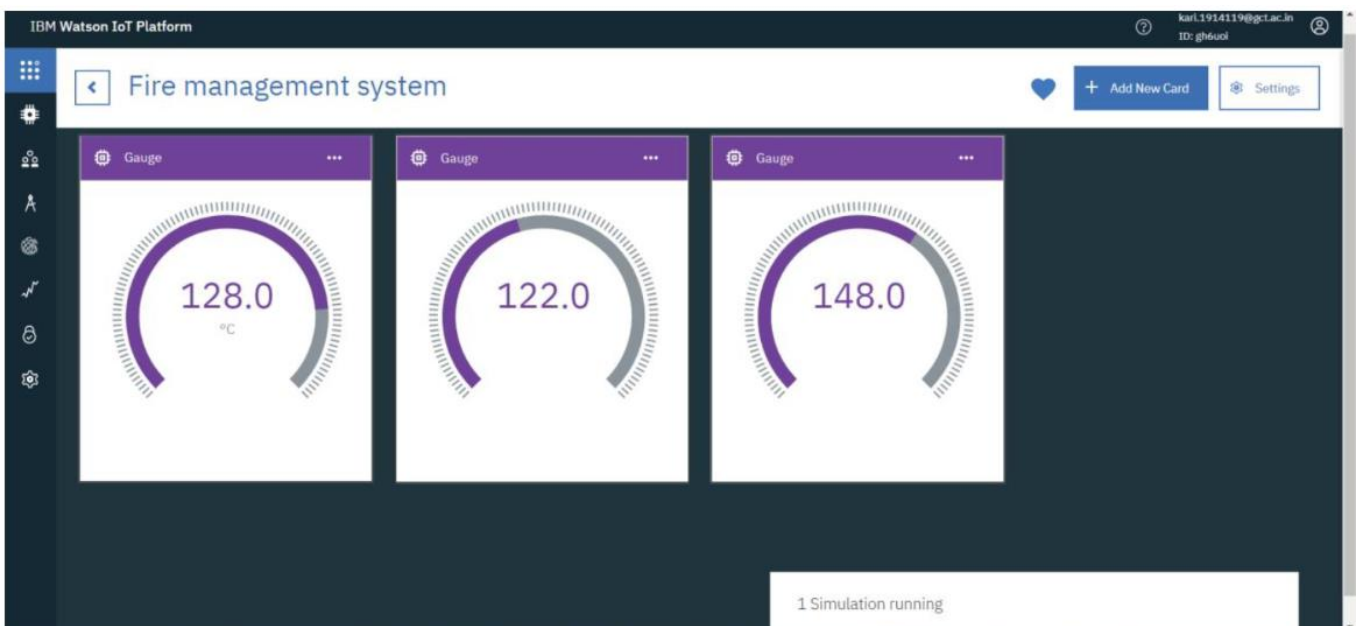 IBM Watson IoT Platform
karl.1914119@gct.ac.in
ID: gh6uoi
Fire management system
+ Add New Card
Settings
Gauge
Gauge
Gauge
128.0
°C
122.0
148.0
1 Simulation running